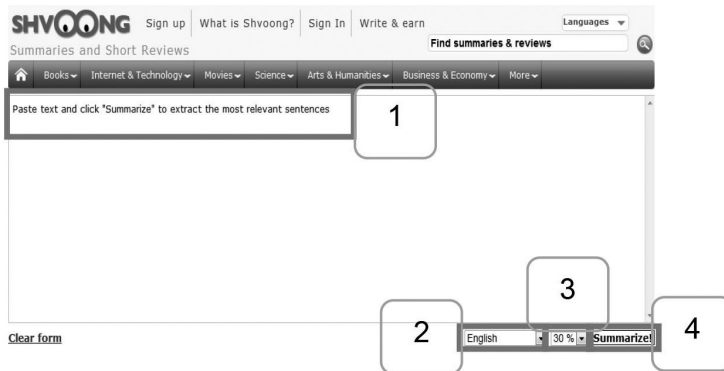 SHVOONG Sign up What is Shvoong? Sign In Write & earn Languages
Summaries and Short Reviews Find summaries & reviews
Books Internet & Technology Movies Science Arts & Humanities Business & Economy More
Paste text and click "Summarize" to extract the most relevant sentences
1
3
2
4
Clear form English 30 % Summarize!